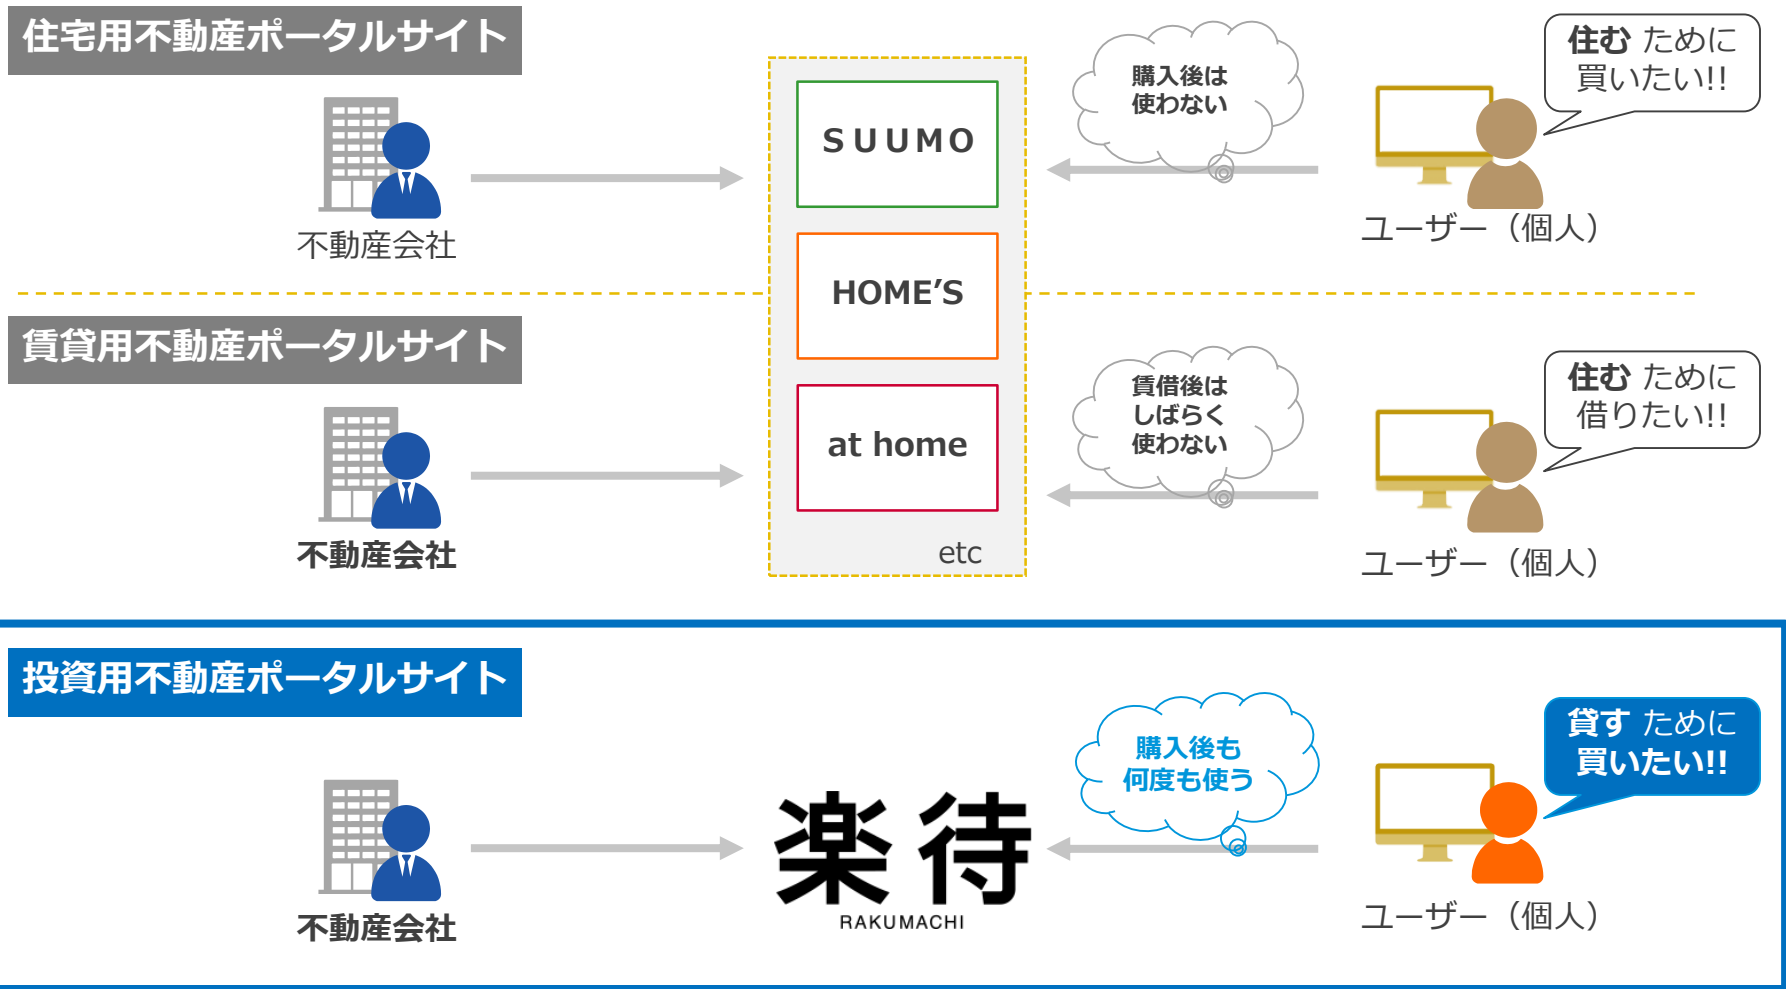 住宅用不動産ポータルサイト
不動産会社
SUUMO
HOME’S
at home
etc
購入後は
使わない
住む ために
買いたい!!
ユーザー（個人）
賃貸用不動産ポータルサイト
不動産会社
賃借後は
しばらく
使わない
住む ために
借りたい!!
ユーザー（個人）
投資用不動産ポータルサイト
不動産会社
楽待
RAKUMACHI
購入後も
何度も使う
貸す ために
買いたい!!
ユーザー（個人）